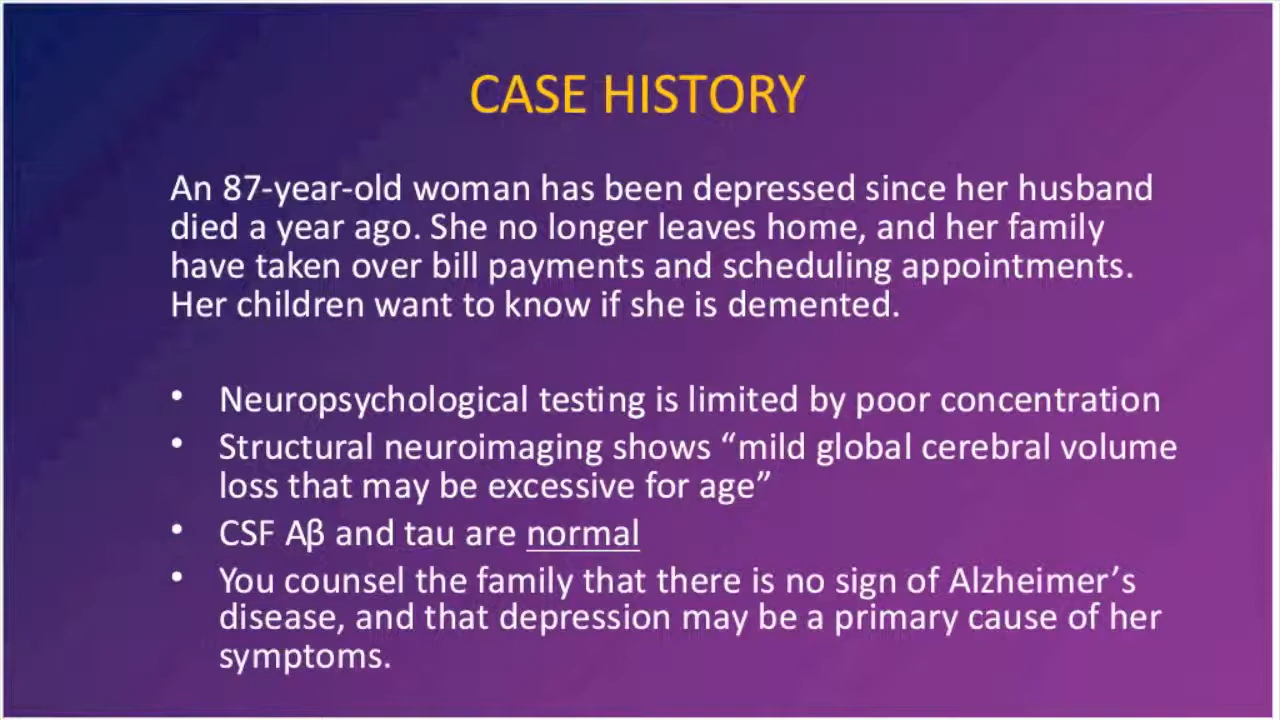 CASE HISTORY
An 87-year-old woman has been depressed since her husband
died a year ago. She no longer leaves home, and her family
have taken over bill payments and scheduling appointments.
Her children want to know if she is demented.
• Neuropsychological testing is limited by poor concentration
• Structural neuroimaging shows “mild global cerebral volume
loss that may be excessive for age”
• CSF Aβ and tau are normal
• You counsel the family that there is no sign of Alzheimer’s
disease, and that depression may be a primary cause of her
symptoms.